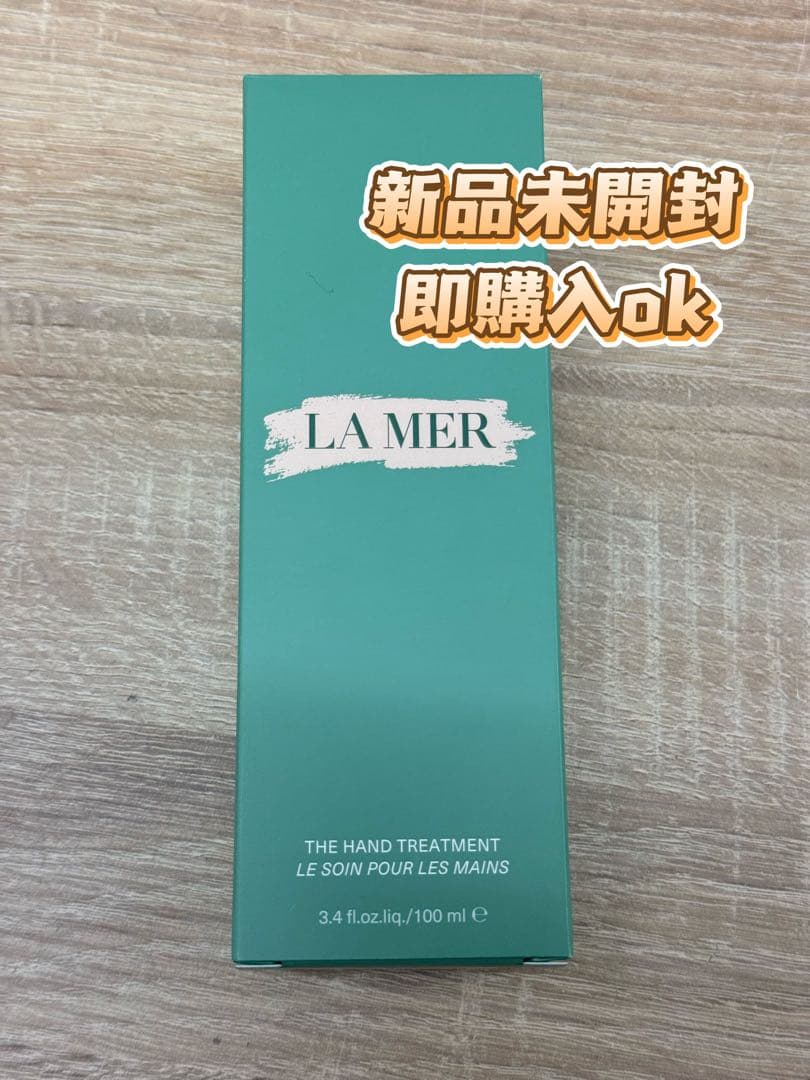 新品未開封
即購入ok
LA MER
THE HAND TREATMENT
LE SOIN POUR LES MAINS
3.4 fl.oz.liq./100 ml ℮